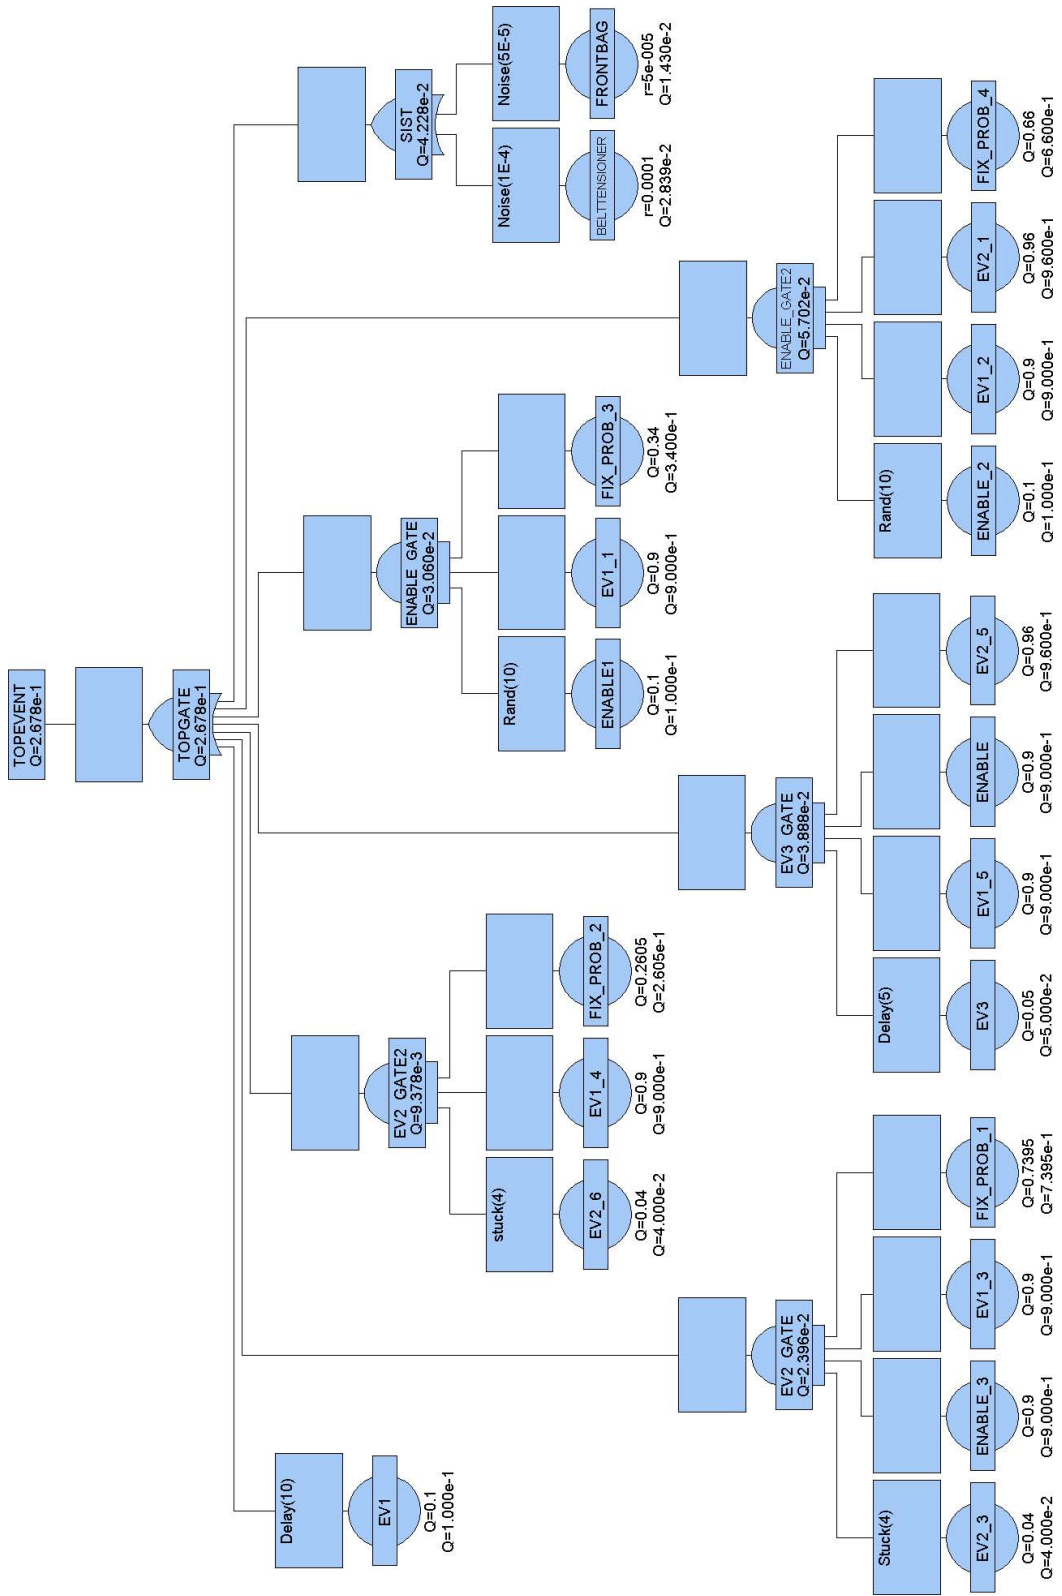 TOPEVENT
Q=2.678e-1
TOPGATE
Q=2.678e-1
Delay(10)
EV1
Q=0.1
Q=1.000e-1
EV2_GATE2
Q=9.378e-3
stuck(4)
EV2_6
Q=0.04
Q=4.000e-2
EV1_4
Q=0.9
Q=9.000e-1
FIX_PROB_2
Q=0.2605
Q=2.605e-1
ENABLE_GATE
Q=3.060e-2
Rand(10)
ENABLE1
Q=0.1
Q=1.000e-1
EV1_1
Q=0.9
Q=9.000e-1
FIX_PROB_3
Q=0.34
Q=3.400e-1
SIST
Q=4.228e-2
Noise(1E-4)
BELTTENSIONER
r=0.0001
Q=2.839e-2
Noise(5E-5)
FRONTBAG
r=5e-005
Q=1.430e-2
EV2_GATE
Q=2.396e-2
Stuck(4)
EV2_3
Q=0.04
Q=4.000e-2
ENABLE_3
Q=0.9
Q=9.000e-1
EV1_3
Q=0.9
Q=9.000e-1
FIX_PROB_1
Q=0.7395
Q=7.395e-1
EV3_GATE
Q=3.888e-2
Delay(5)
EV3
Q=0.05
Q=5.000e-2
EV1_5
Q=0.9
Q=9.000e-1
ENABLE
Q=0.9
Q=9.000e-1
EV2_5
Q=0.96
Q=9.600e-1
ENABLE_GATE2
Q=5.702e-2
Rand(10)
ENABLE_2
Q=0.1
Q=1.000e-1
EV1_2
Q=0.9
Q=9.000e-1
EV2_1
Q=0.96
Q=9.600e-1
FIX_PROB_4
Q=0.66
Q=6.600e-1